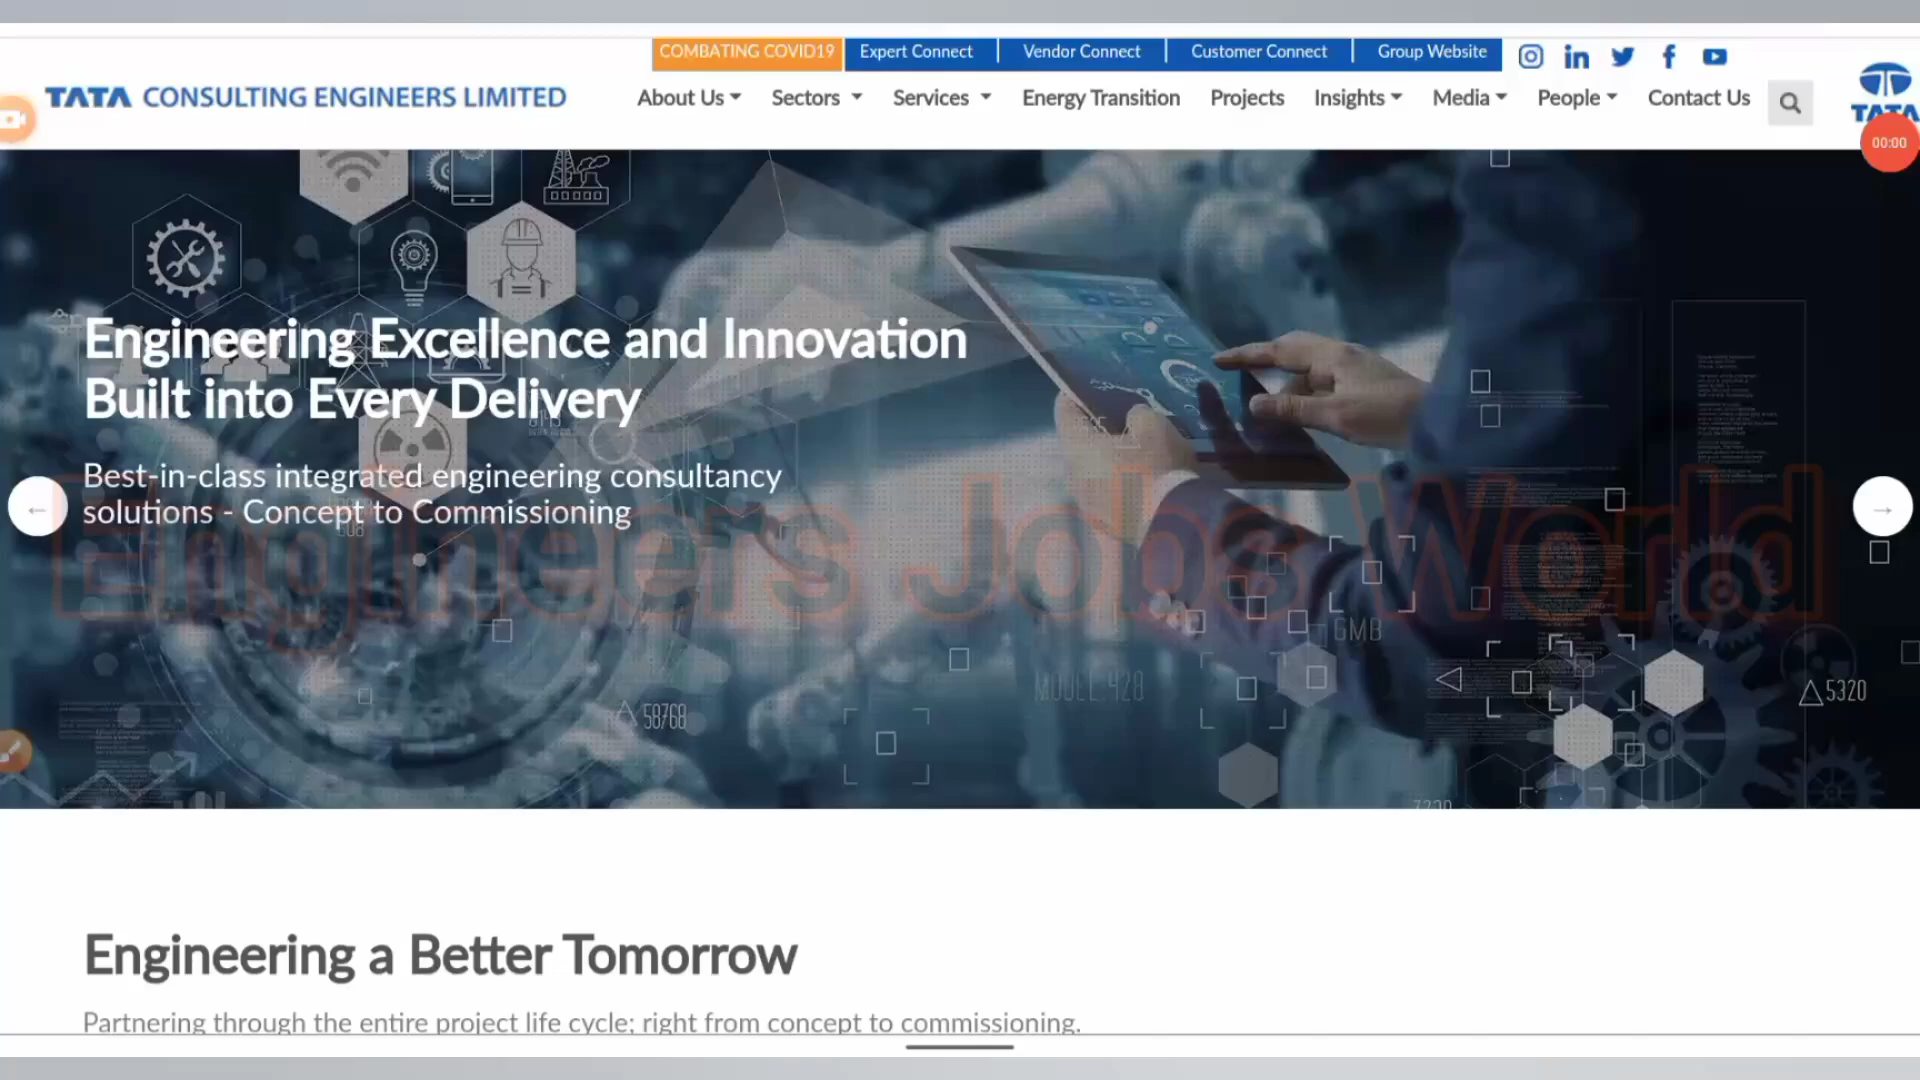 COMBATING COVID19 Expert Connect Vendor Connect Customer Connect Group Website
TATA CONSULTING ENGINEERS LIMITED
About Us Sectors Services Energy Transition Projects Insights Media People Contact Us
TATA
00:00
Engineering Excellence and Innovation
Built into Every Delivery
Best-in-class integrated engineering consultancy
solutions - Concept to Commissioning
Engineers Jobs World
GMB
MODEL:428
58768
5320
7220
Engineering a Better Tomorrow
Partnering through the entire project life cycle; right from concept to commissioning.